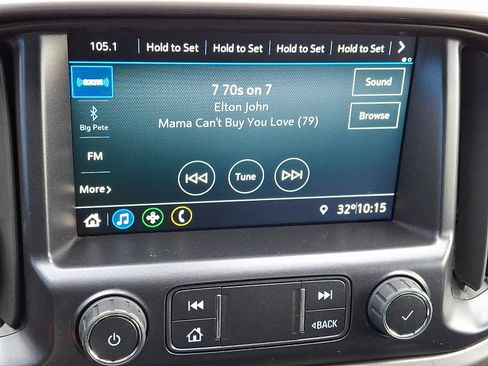 105.1 Hold to Set Hold to Set Hold to Set Hold to Set
SXM
7 70s on 7
Sound
Elton John
Mama Can't Buy You Love (79)
Browse
Big Pete
FM
Tune
More
32° 10:15
BACK